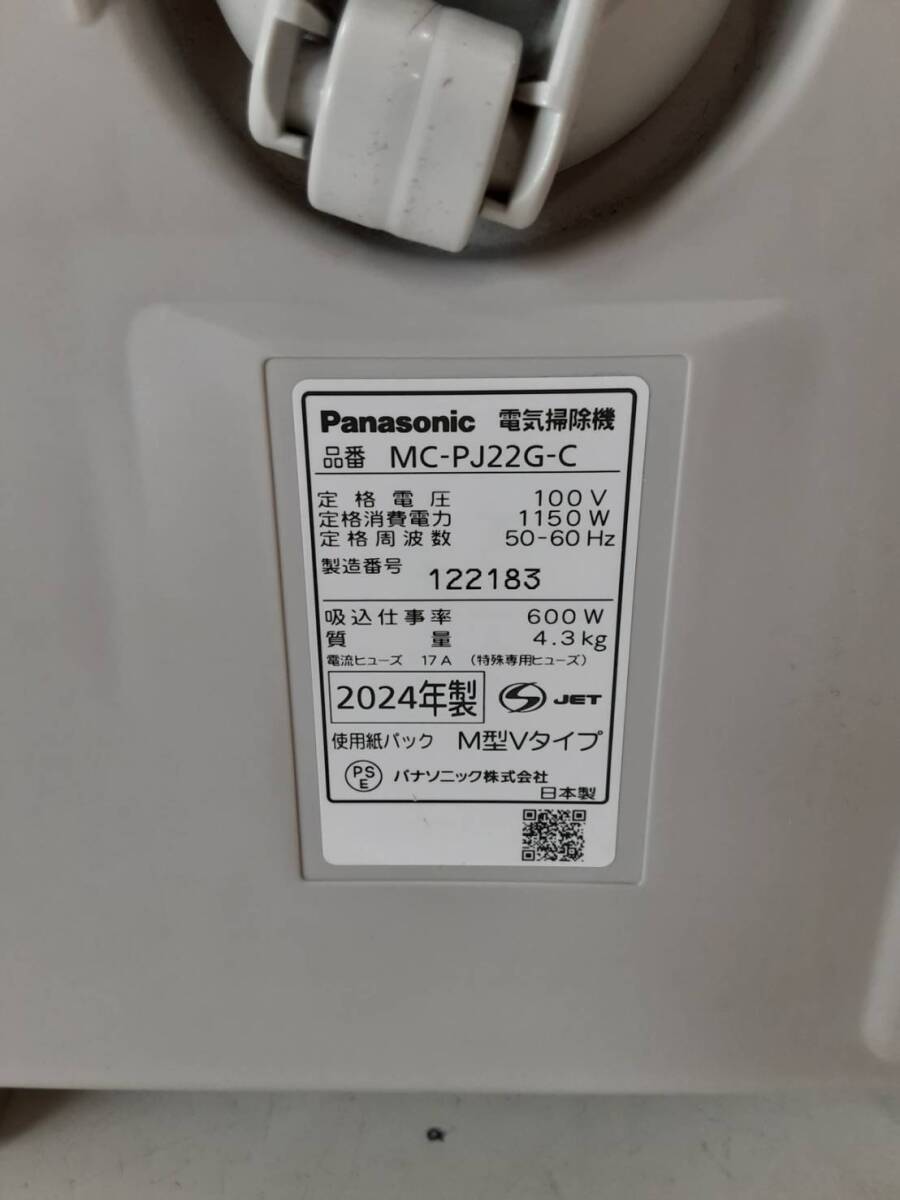 Panasonic 電気掃除機
品番 MC-PJ22G-C
定格電圧 100V
定格消費電力 1150W
定格周波数 50-60Hz
製造番号 122183
吸込仕事率 600W
質量 4.3kg
電流ヒューズ 17A (特殊専用ヒューズ)
2024年製 JET
使用紙パック M型Vタイプ
PSE パナソニック株式会社
日本製